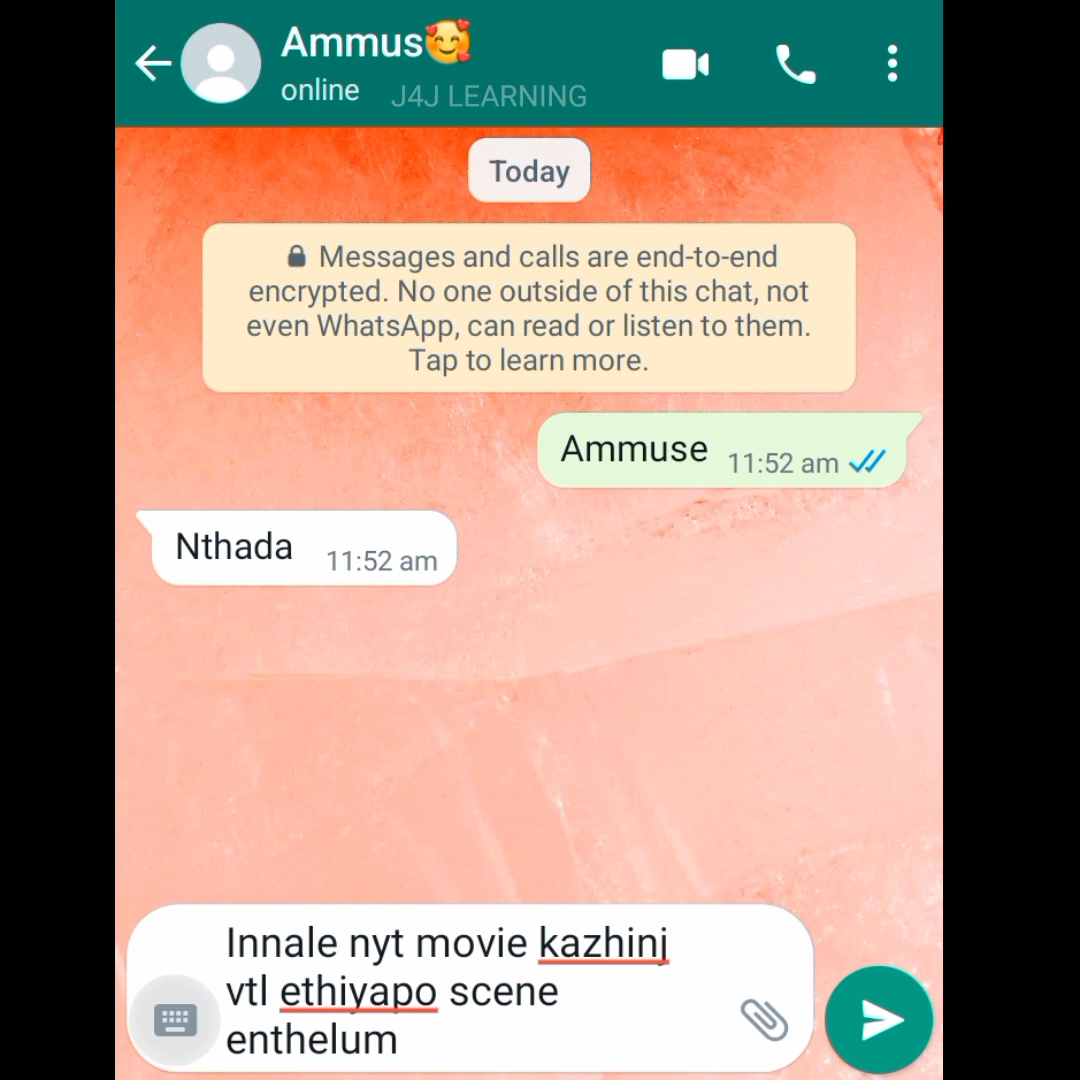 Ammus🥰
online
J4J LEARNING
Today
🔒 Messages and calls are end-to-end
encrypted. No one outside of this chat, not
even WhatsApp, can read or listen to them.
Tap to learn more.
Ammuse 11:52 am
Nthada 11:52 am
Innale nyt movie kazhinj
vtl ethiyapo scene
enthelum